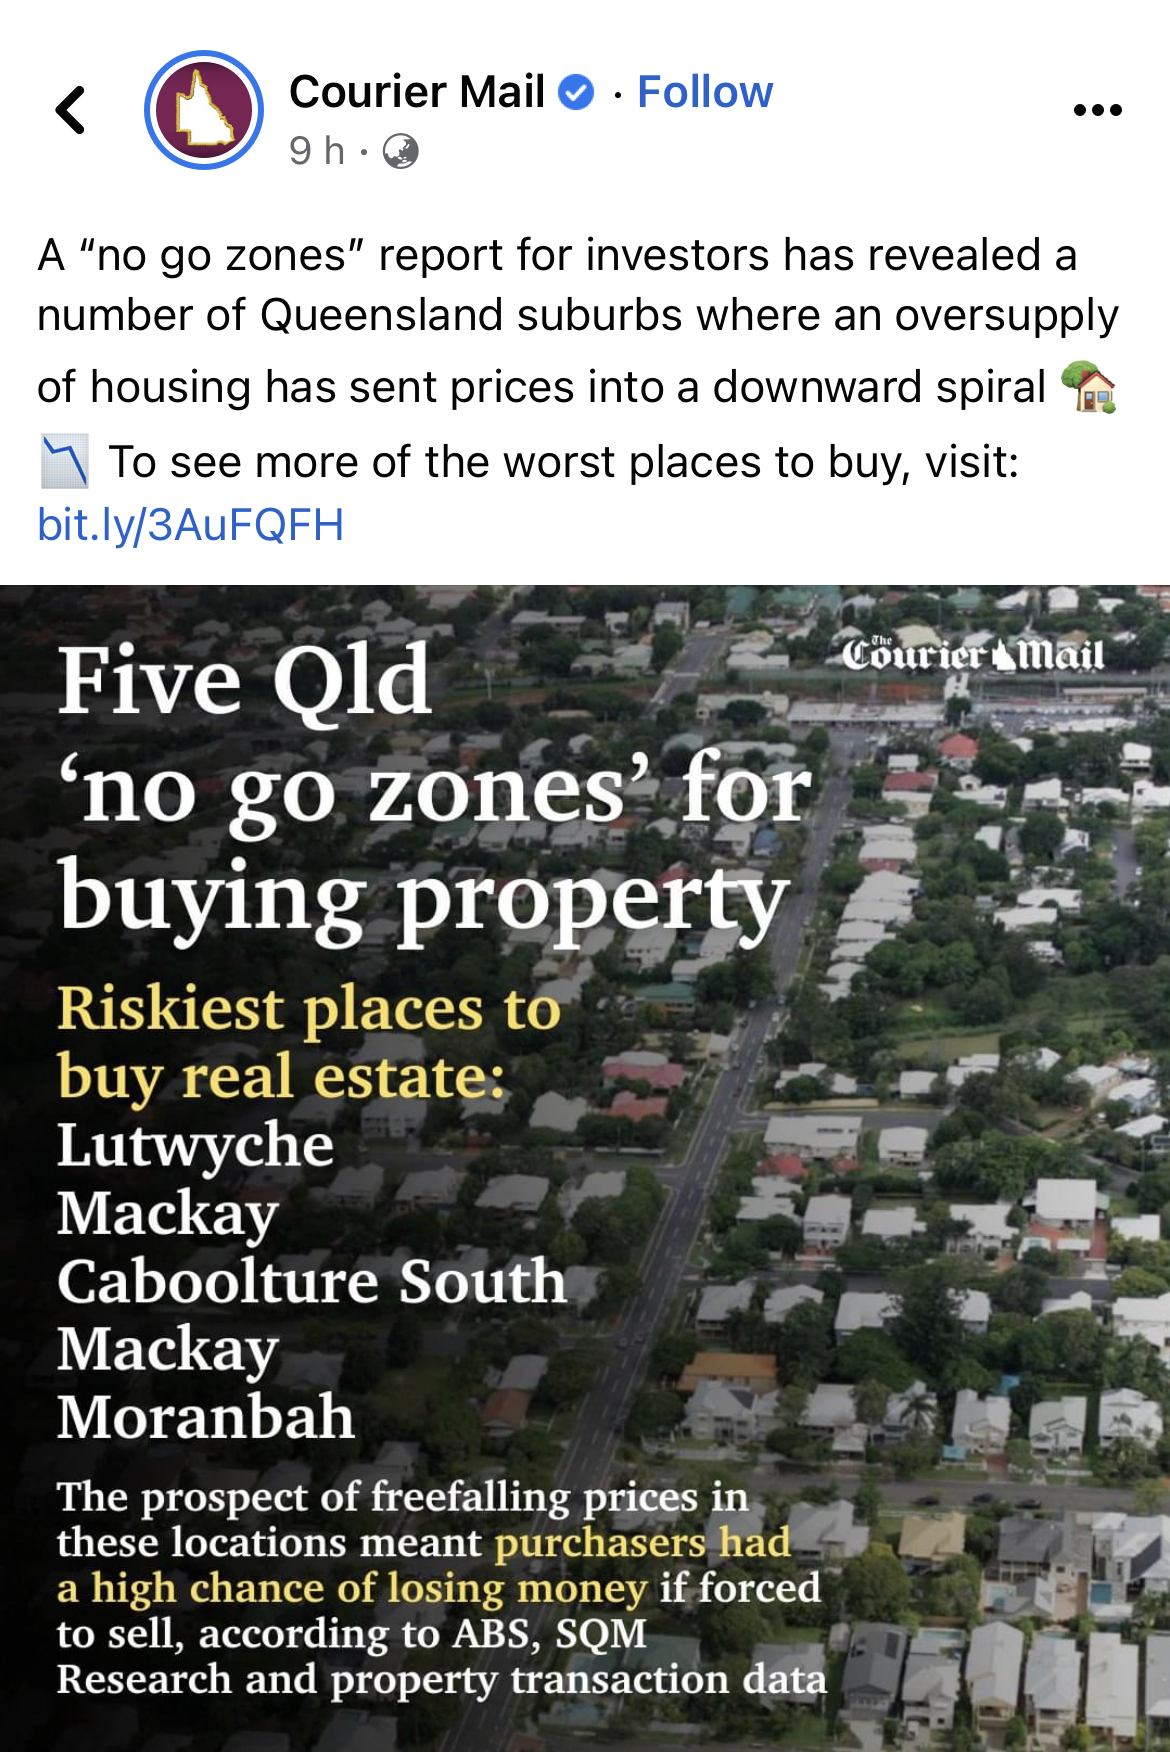 Courier Mail · Follow
9 h ·
A “no go zones” report for investors has revealed a
number of Queensland suburbs where an oversupply
of housing has sent prices into a downward spiral 🏡
📉 To see more of the worst places to buy, visit:
bit.ly/3AuFQFH
The Courier Mail
Five Qld
‘no go zones’ for
buying property
Riskiest places to
buy real estate:
Lutwyche
Mackay
Caboolture South
Mackay
Moranbah
The prospect of freefalling prices in
these locations meant purchasers had
a high chance of losing money if forced
to sell, according to ABS, SQM
Research and property transaction data